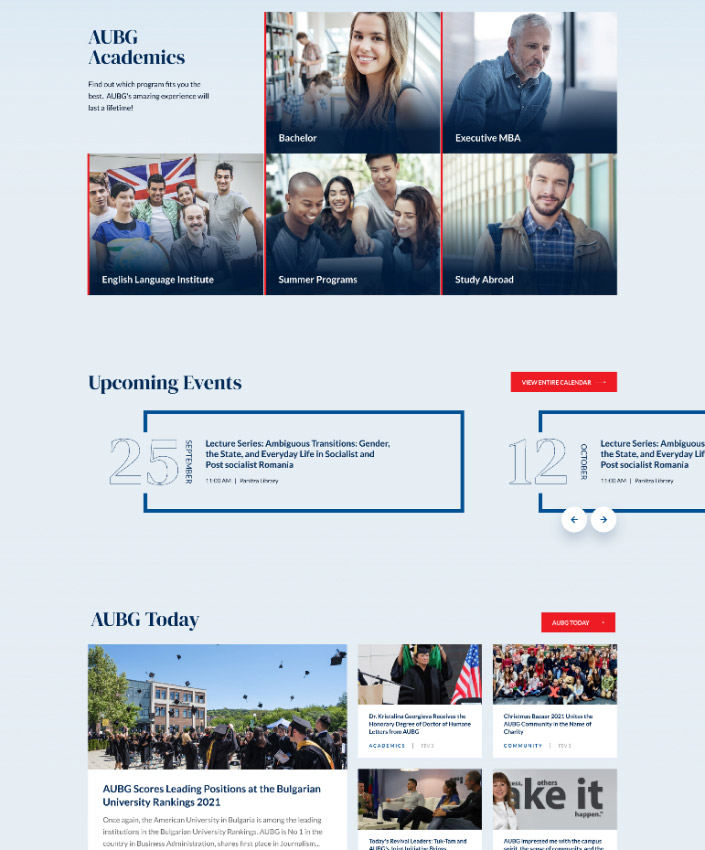 AUBG
Academics
Find out which program fits you the
best. AUBG's amazing experience will
last a lifetime!
Bachelor
Executive MBA
English Language Institute
Summer Programs
Study Abroad
Upcoming Events
VIEW ENTIRE CALENDAR
25
SEPTEMBER
Lecture Series: Ambiguous Transitions: Gender,
the State, and Everyday Life in Socialist and
Post socialist Romania
11:00 AM | Panitza Library
12
OCTOBER
Lecture Series: Ambiguous
the State, and Everyday Lif
Post socialist Romania
11:00 AM | Panitza Library
AUBG Today
AUBG TODAY
AUBG Scores Leading Positions at the Bulgarian
University Rankings 2021
Once again, the American University in Bulgaria is among the leading
institutions in the Bulgarian University Rankings. AUBG is No 1 in the
country in Business Administration, shares first place in Journalism...
Dr. Kristalina Georgieva Receives the
Honorary Degree of Doctor of Humane
Letters from AUBG
ACADEMICS | FEV 2
Christmas Bazaar 2021 Unites the
AUBG Community in the Name of
Charity
COMMUNITY | FEV 2
Today's Revival Leaders: Tuk-Tam and
AUBG's Joint Initiative Brings
others
ake it
happen."
AUBG impressed me with the campus
spirit, the sense of community and the